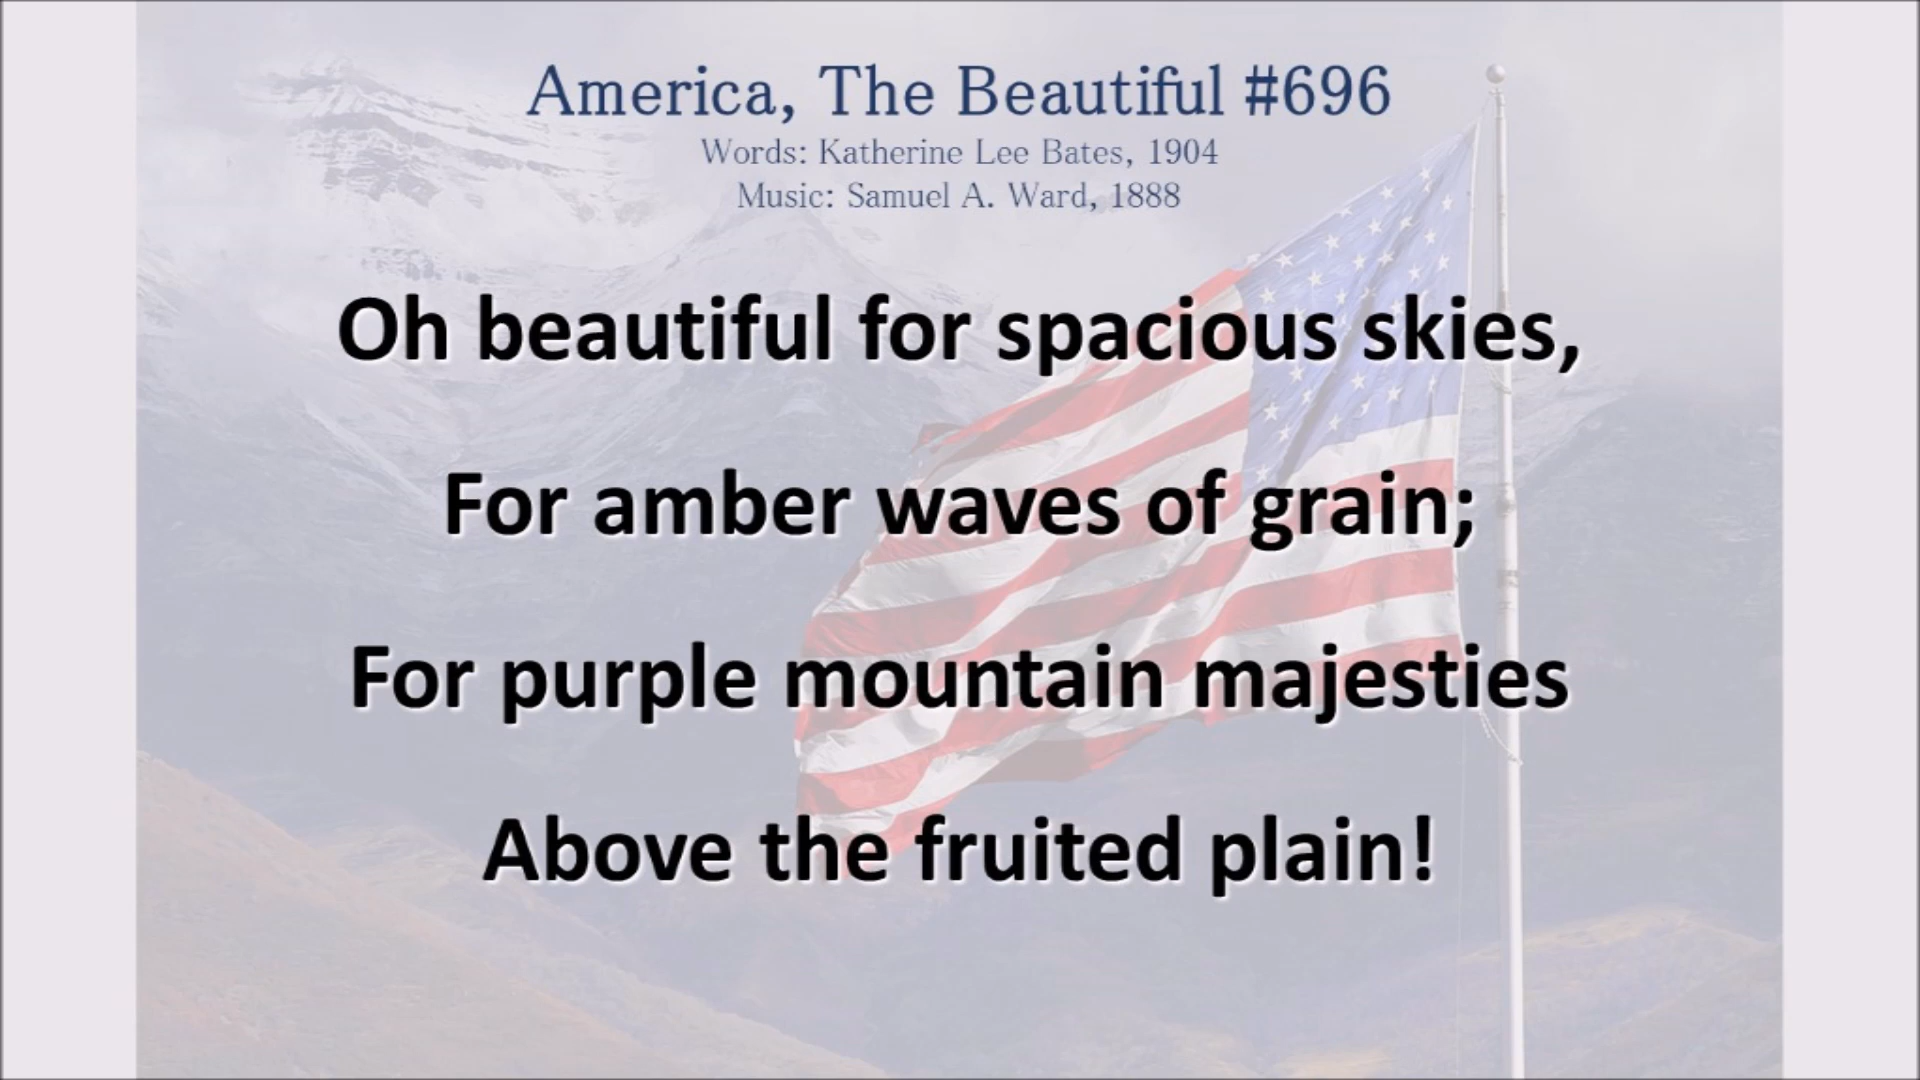 America, The Beautiful #696
Words: Katherine Lee Bates, 1904
Music: Samuel A. Ward, 1888
Oh beautiful for spacious skies,
For amber waves of grain;
For purple mountain majesties
Above the fruited plain!